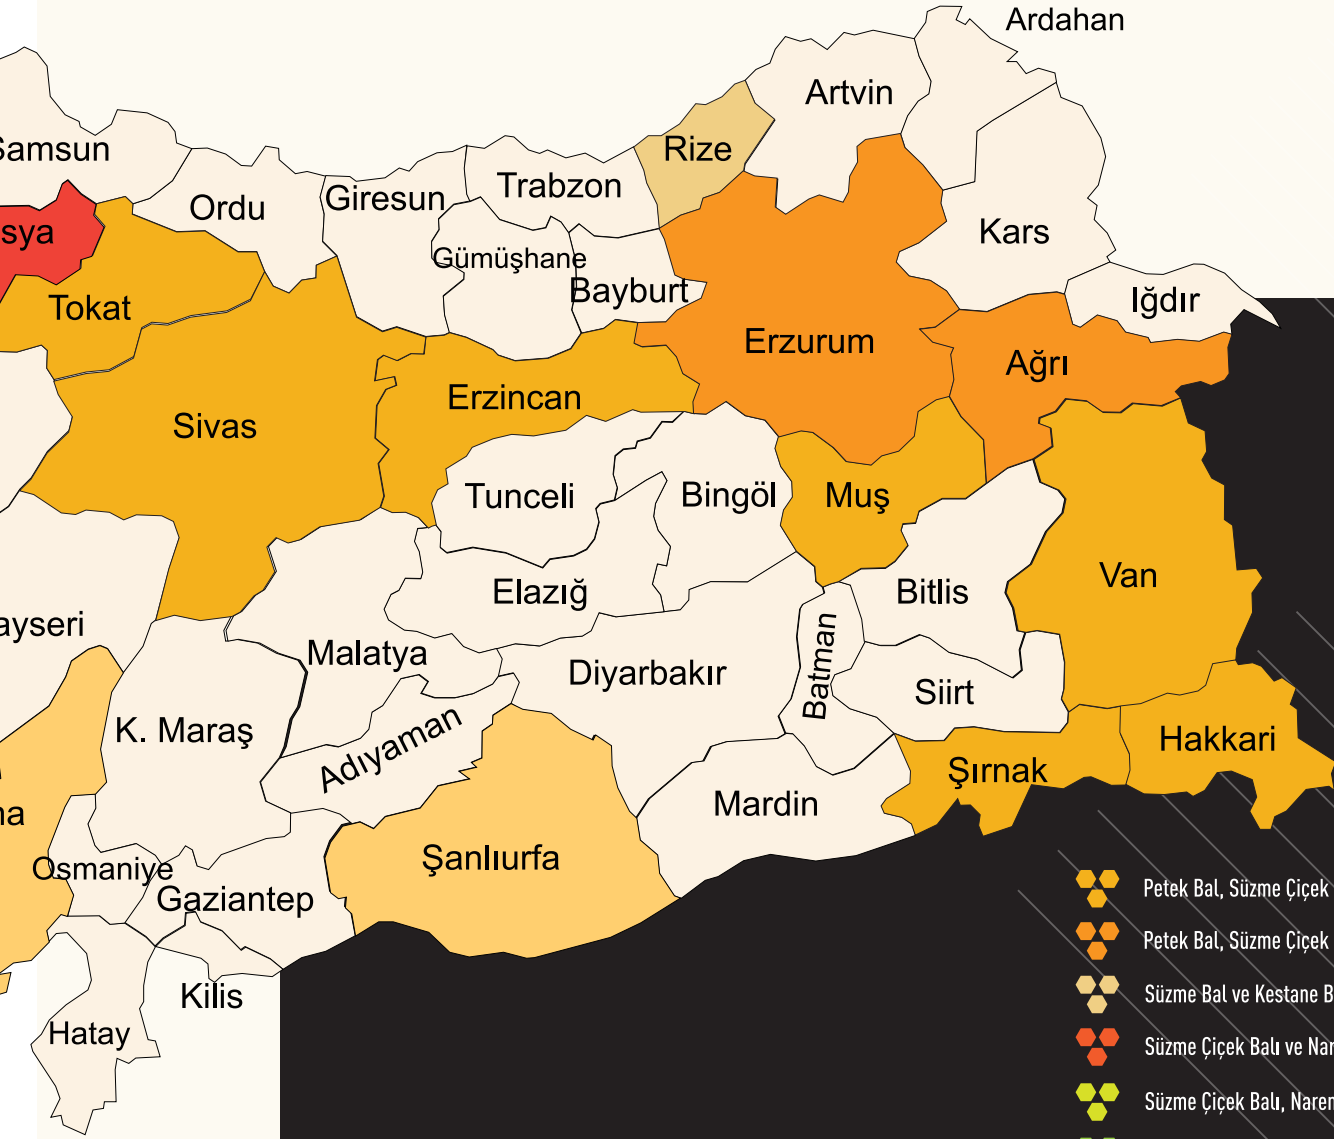 Ardahan
Artvin
Samsun
Rize
Trabzon
Giresun
Ordu
sya
Kars
Gümüşhane
Bayburt
Iğdır
Tokat
Erzurum
Ağrı
Erzincan
Sivas
Tunceli
Bingöl
Muş
Van
Elazığ
Bitlis
ayseri
Malatya
Diyarbakır
Batman
Siirt
K. Maraş
Adıyaman
Hakkari
Şırnak
Mardin
na
Şanlıurfa
Osmaniye
Gaziantep
Petek Bal, Süzme Çiçek
Petek Bal, Süzme Çiçek
Kilis
Süzme Bal ve Kestane B
Hatay
Süzme Çiçek Balı ve Nar
Süzme Çiçek Balı, Naren